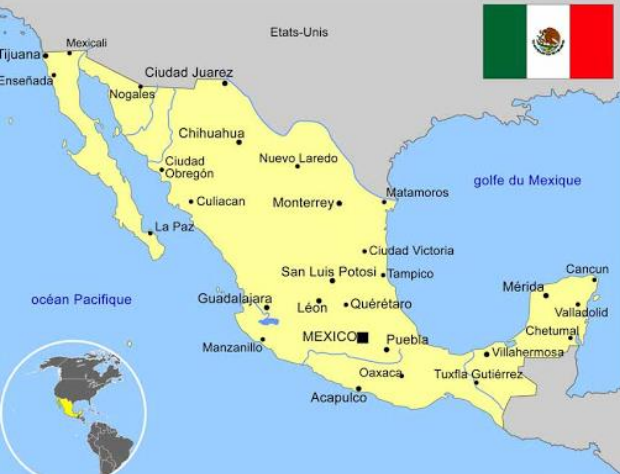 Etats-Unis
Tijuana
Mexicali
Enseñada
Ciudad Juarez
Nogales
Chihuahua
Ciudad
Obregón
Nuevo Laredo
golfe du Mexique
Culiacan
Monterrey
Matamoros
La Paz
Ciudad Victoria
San Luis Potosi
Tampico
Cancun
Mérida
océan Pacifique
Guadalajara
Léon
Quérétaro
Valladolid
Chetumal
MEXICO
Puebla
Manzanillo
Villahermosa
Oaxaca
Tuxfla Gutiérrez
Acapulco